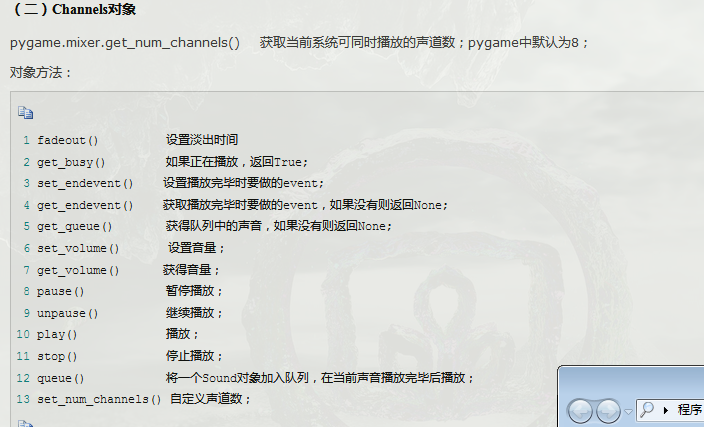 （二）Channels对象
pygame.mixer.get_num_channels() 获取当前系统可同时播放的声道数；pygame中默认为8；
对象方法：
1 fadeout() 设置淡出时间
2 get_busy() 如果正在播放，返回True;
3 set_endevent() 设置播放完毕时要做的event;
4 get_endevent() 获取播放完毕时要做的event，如果没有则返回None;
5 get_queue() 获得队列中的声音，如果没有则返回None;
6 set_volume() 设置音量；
7 get_volume() 获得音量；
8 pause() 暂停播放；
9 unpause() 继续播放；
10 play() 播放；
11 stop() 停止播放；
12 queue() 将一个Sound对象加入队列，在当前声音播放完毕后播放；
13 set_num_channels() 自定义声道数；
程序